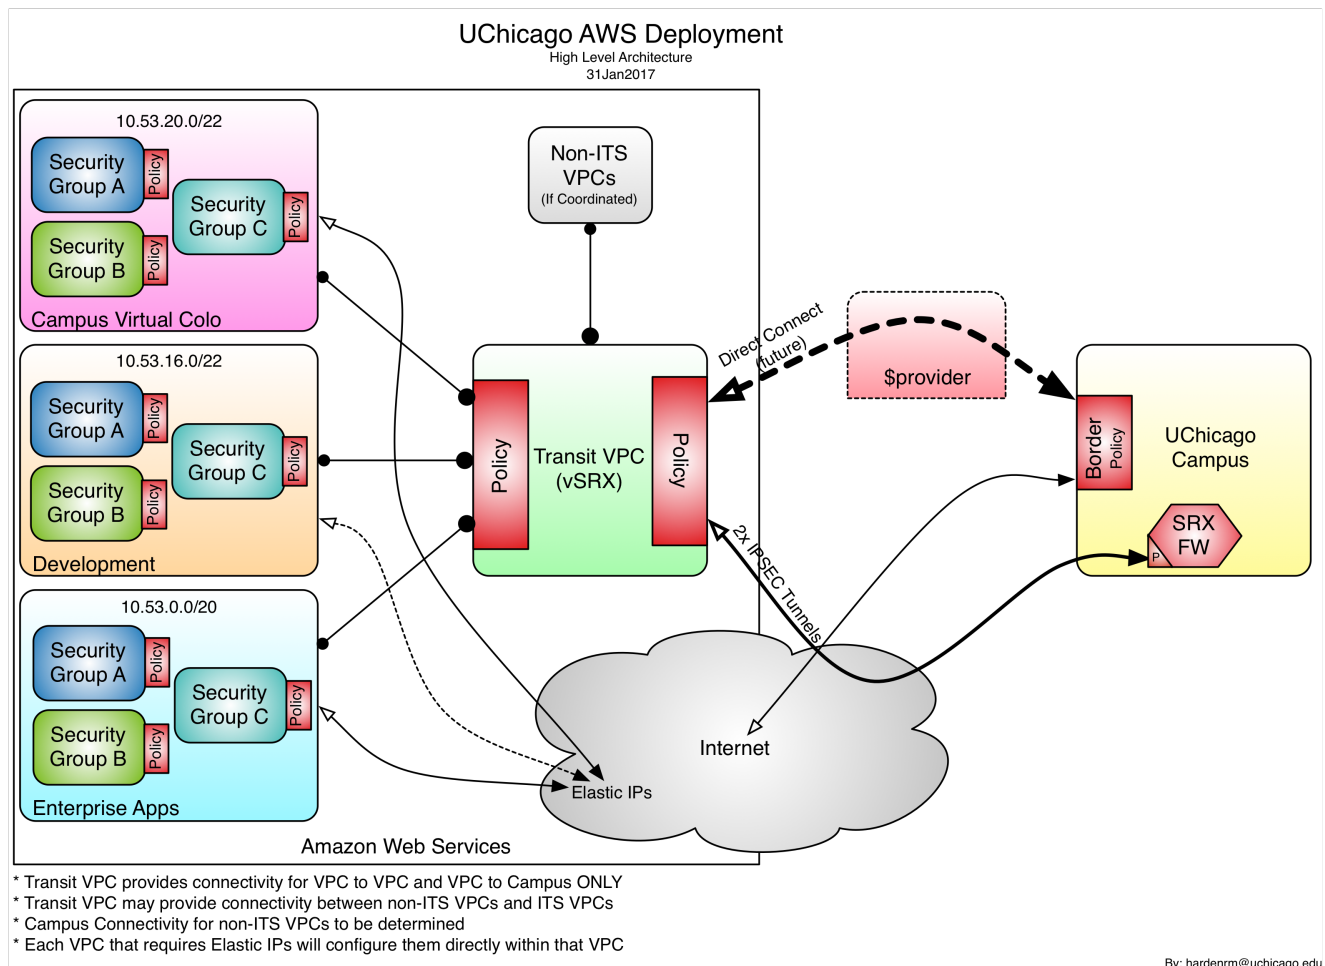 UChicago AWS Deployment
High Level Architecture
31Jan2017
10.53.20.0/22
Security
Group A
Policy
Security
Group B
Policy
Security
Group C
Policy
Campus Virtual Colo
10.53.16.0/22
Security
Group A
Policy
Security
Group B
Policy
Security
Group C
Policy
Development
10.53.0.0/20
Security
Group A
Policy
Security
Group B
Policy
Security
Group C
Policy
Enterprise Apps
Non-ITS
VPCs
(If Coordinated)
Policy
Transit VPC
(vSRX)
Policy
Direct Connect
(future)
$provider
Border
Policy
UChicago
Campus
SRX
FW
P
2x IPSEC Tunnels
Internet
Elastic IPs
Amazon Web Services
* Transit VPC provides connectivity for VPC to VPC and VPC to Campus ONLY
* Transit VPC may provide connectivity between non-ITS VPCs and ITS VPCs
* Campus Connectivity for non-ITS VPCs to be determined
* Each VPC that requires Elastic IPs will configure them directly within that VPC
By: hardenrm@uchicago.edu